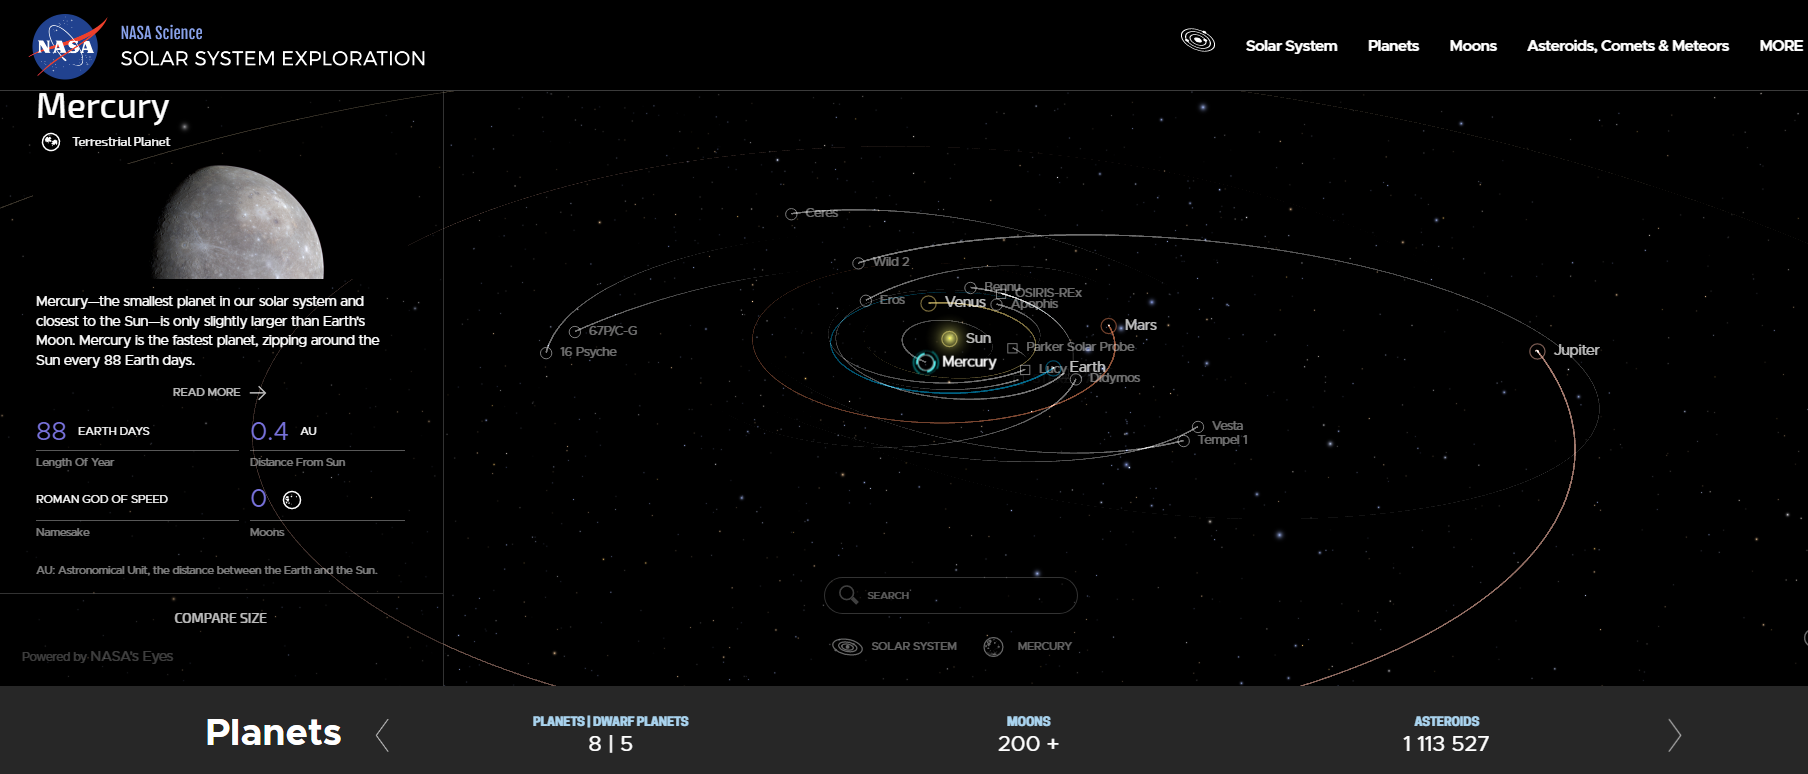 NASA
NASA Science
SOLAR SYSTEM EXPLORATION
Solar System
Planets
Moons
Asteroids, Comets & Meteors
MORE
Mercury
Terrestrial Planet
Mercury—the smallest planet in our solar system and
closest to the Sun—is only slightly larger than Earth's
Moon. Mercury is the fastest planet, zipping around the
Sun every 88 Earth days.
READ MORE
88 EARTH DAYS
Length Of Year
0.4 AU
Distance From Sun
ROMAN GOD OF SPEED
Namesake
0
Moons
AU: Astronomical Unit, the distance between the Earth and the Sun.
COMPARE SIZE
Powered by NASA's Eyes
Ceres
Wild 2
Bennu
OSIRIS-REx
Eros
Venus
Apophis
67P/C-G
Mars
Sun
Parker Solar Probe
16 Psyche
Jupiter
Mercury
Lucy
Earth
Didymos
Vesta
Tempel 1
SEARCH
SOLAR SYSTEM
MERCURY
Planets
PLANETS | DWARF PLANETS
8 | 5
MOONS
200 +
ASTEROIDS
1 113 527